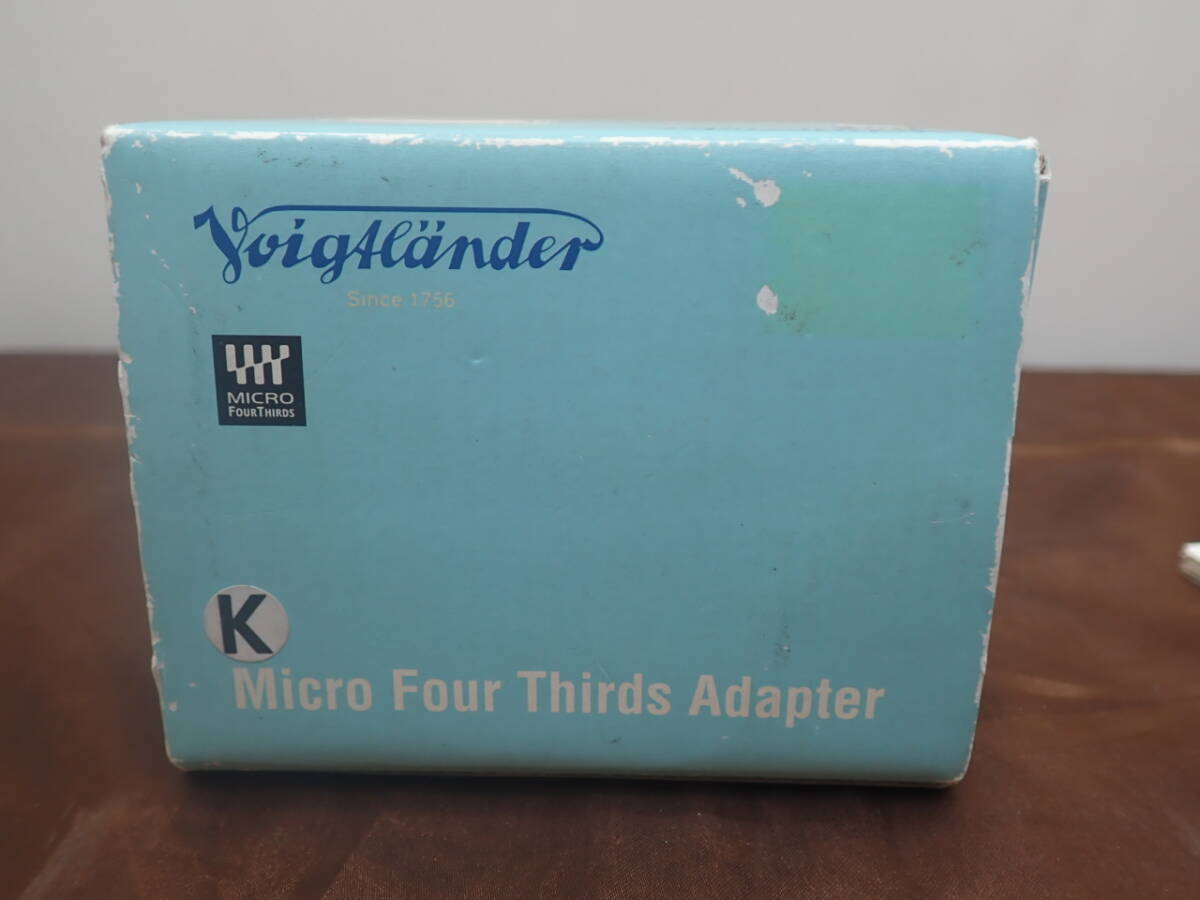 Voigtländer
Since 1756
MICRO
FOURTHIRDS
K
Micro Four Thirds Adapter